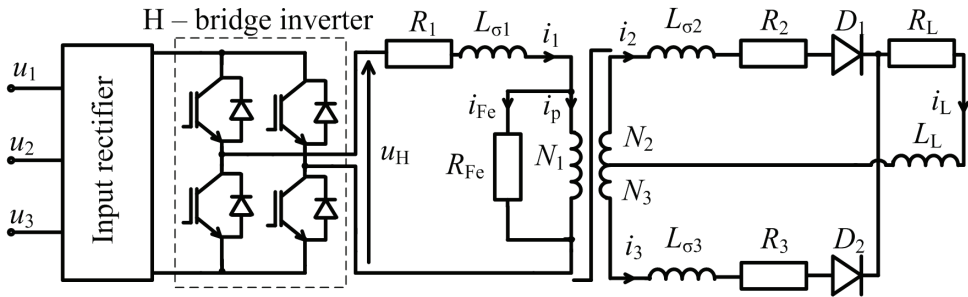 H – bridge inverter
R1
Lσ1
i1
i2
Lσ2
R2
D1
RL
u1
u2
u3
Input rectifier
uH
iFe
ip
RFe
N1
N2
N3
iL
LL
i3
Lσ3
R3
D2